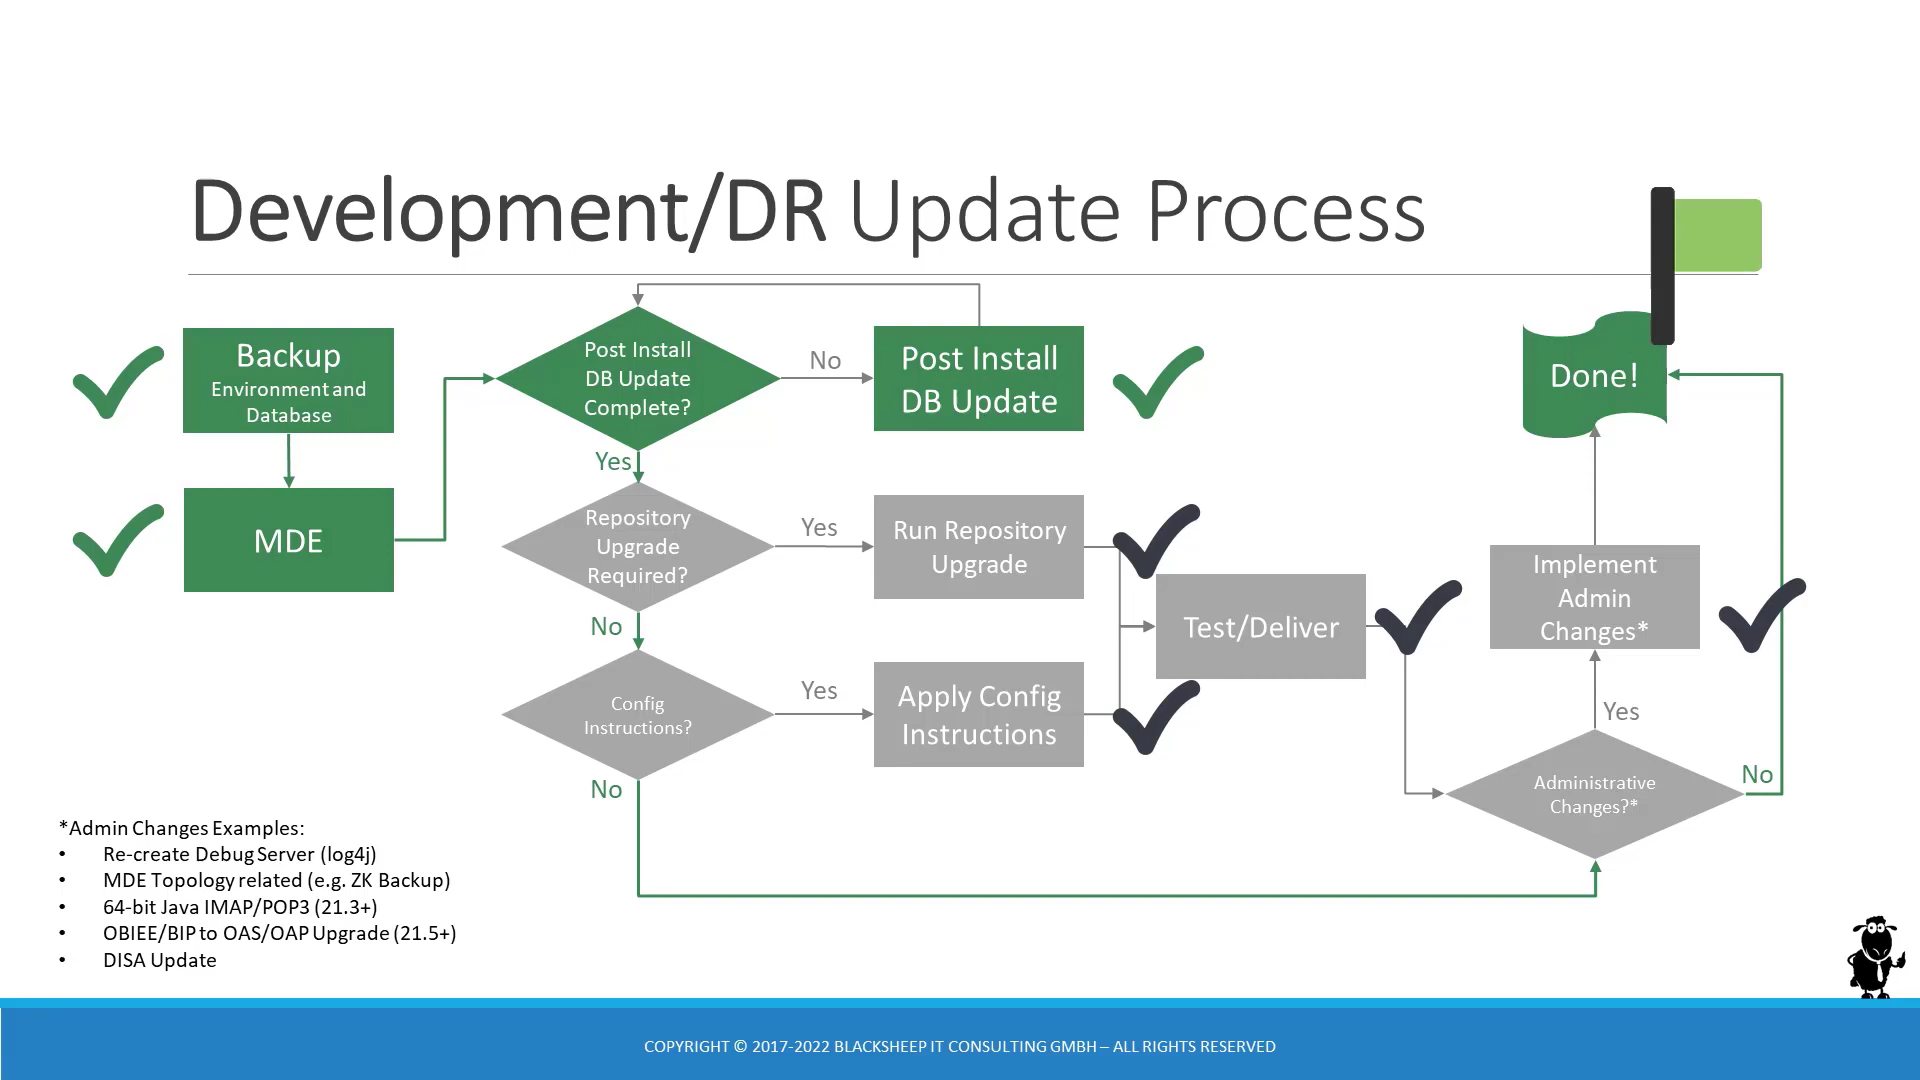 Development/DR Update Process
Backup
Environment and
Database
MDE
Post Install
DB Update
Complete?
No
Post Install
DB Update
Yes
Repository
Upgrade
Required?
Yes
Run Repository
Upgrade
No
Config
Instructions?
Yes
Apply Config
Instructions
No
Test/Deliver
Done!
Implement
Admin
Changes*
Yes
Administrative
Changes?*
No
*Admin Changes Examples:
• Re-create Debug Server (log4j)
• MDE Topology related (e.g. ZK Backup)
• 64-bit Java IMAP/POP3 (21.3+)
• OBIEE/BIP to OAS/OAP Upgrade (21.5+)
• DISA Update
COPYRIGHT © 2017-2022 BLACKSHEEP IT CONSULTING GMBH – ALL RIGHTS RESERVED